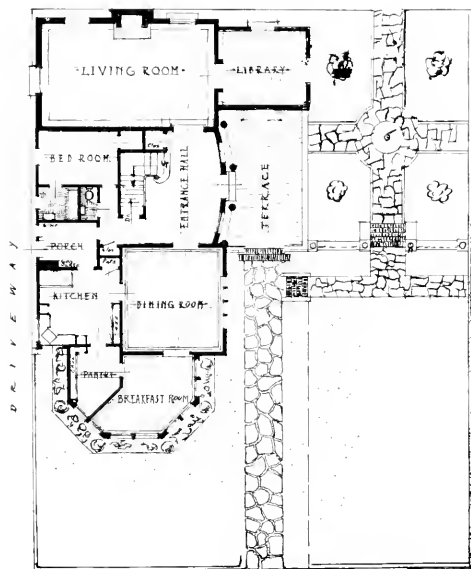 LIVING ROOM
LIBRARY
BED ROOM
ENTRANCE HALL
TERRACE
PORCH
KITCHEN
DINING ROOM
PANTRY
BREAKFAST ROOM
DRIVEWAY